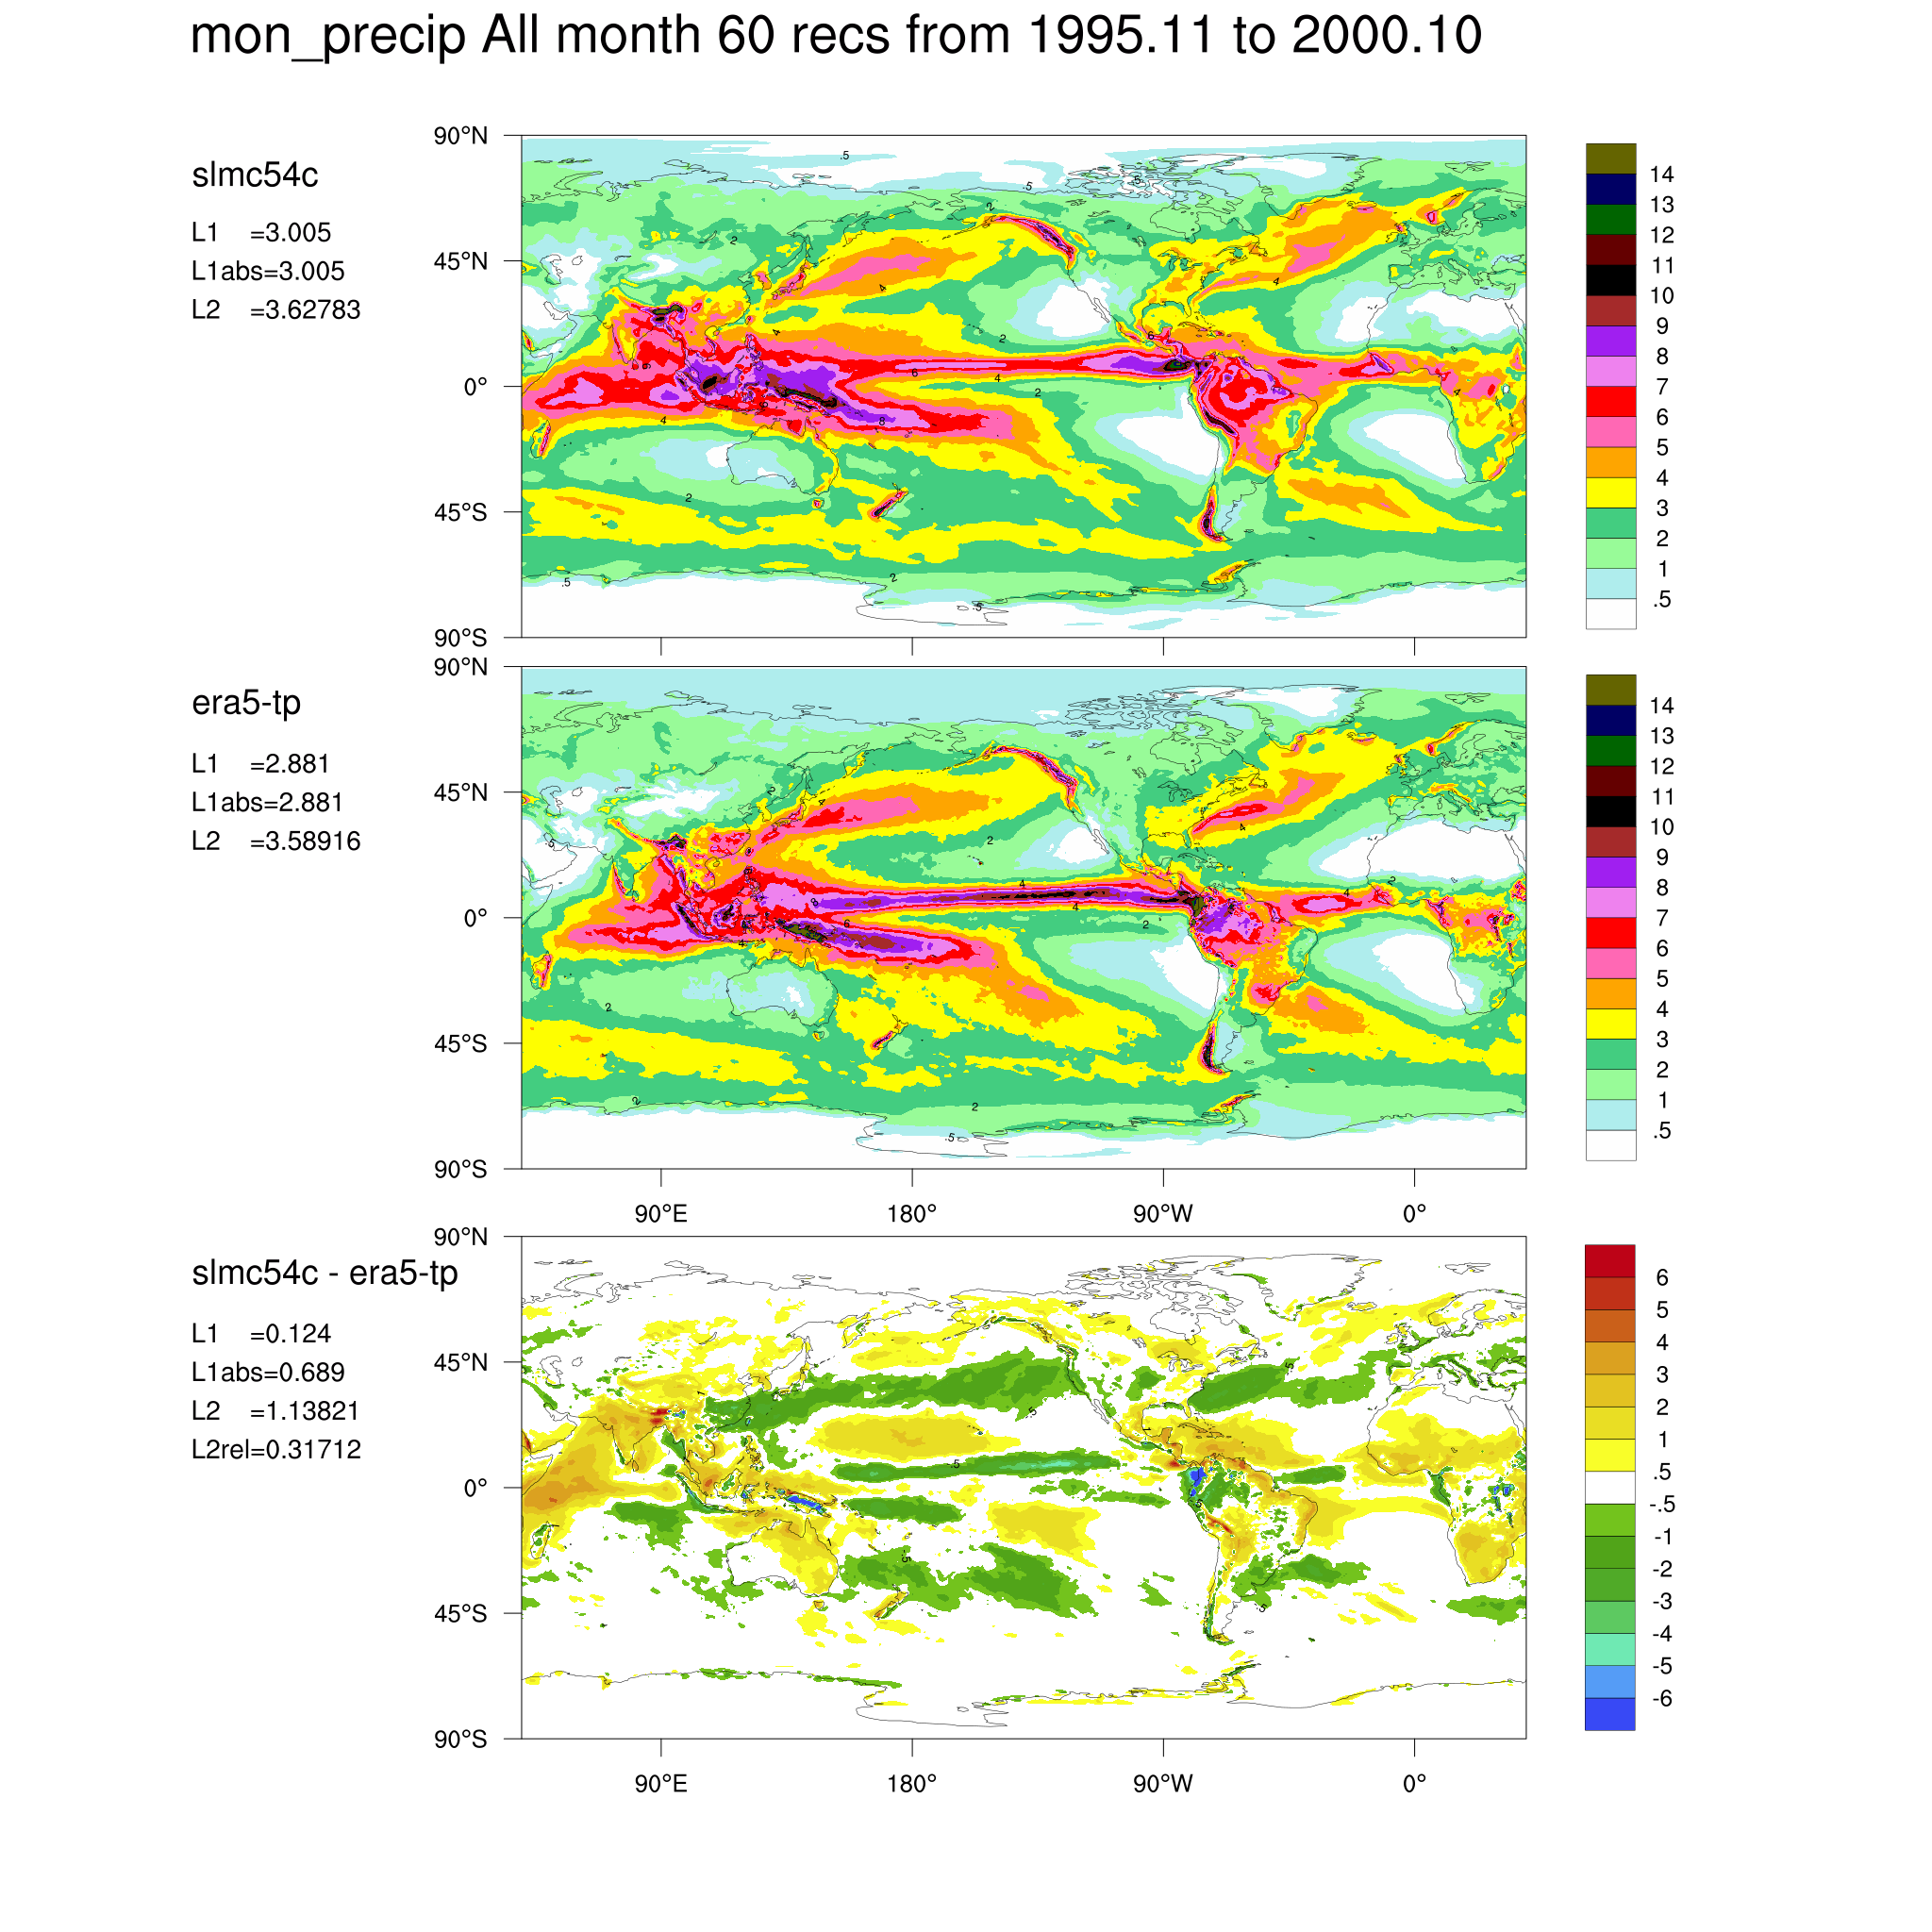 mon_precip All month 60 recs from 1995.11 to 2000.10
slmc54c
L1 =3.005
L1abs=3.005
L2 =3.62783
90°N
45°N
0°
45°S
90°S
14
13
12
11
10
9
8
7
6
5
4
3
2
1
.5
era5-tp
L1 =2.881
L1abs=2.881
L2 =3.58916
90°N
45°N
0°
45°S
90°S
90°E 180° 90°W 0°
14
13
12
11
10
9
8
7
6
5
4
3
2
1
.5
slmc54c - era5-tp
L1 =0.124
L1abs=0.689
L2 =1.13821
L2rel=0.31712
90°N
45°N
0°
45°S
90°S
90°E 180° 90°W 0°
6
5
4
3
2
1
.5
-.5
-1
-2
-3
-4
-5
-6